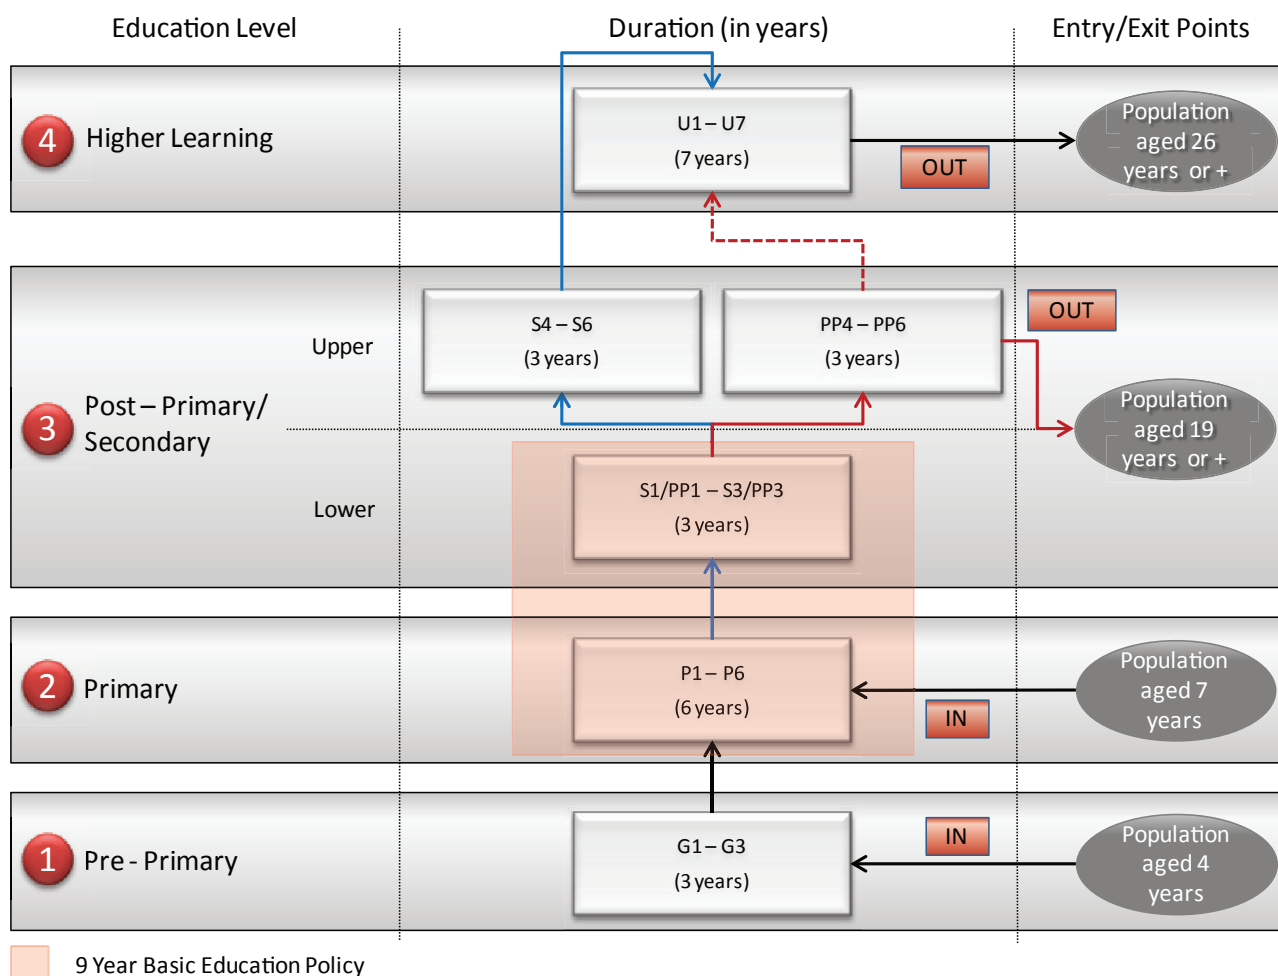 Education Level
Duration (in years)
Entry/Exit Points
4
Higher Learning
U1 – U7
(7 years)
OUT
Population
aged 26
years or +
3
Post – Primary/
Secondary
Upper
S4 – S6
(3 years)
PP4 – PP6
(3 years)
OUT
Population
aged 19
years or +
Lower
S1/PP1 – S3/PP3
(3 years)
2
Primary
P1 – P6
(6 years)
IN
Population
aged 7
years
1
Pre - Primary
G1 – G3
(3 years)
IN
Population
aged 4
years
9 Year Basic Education Policy